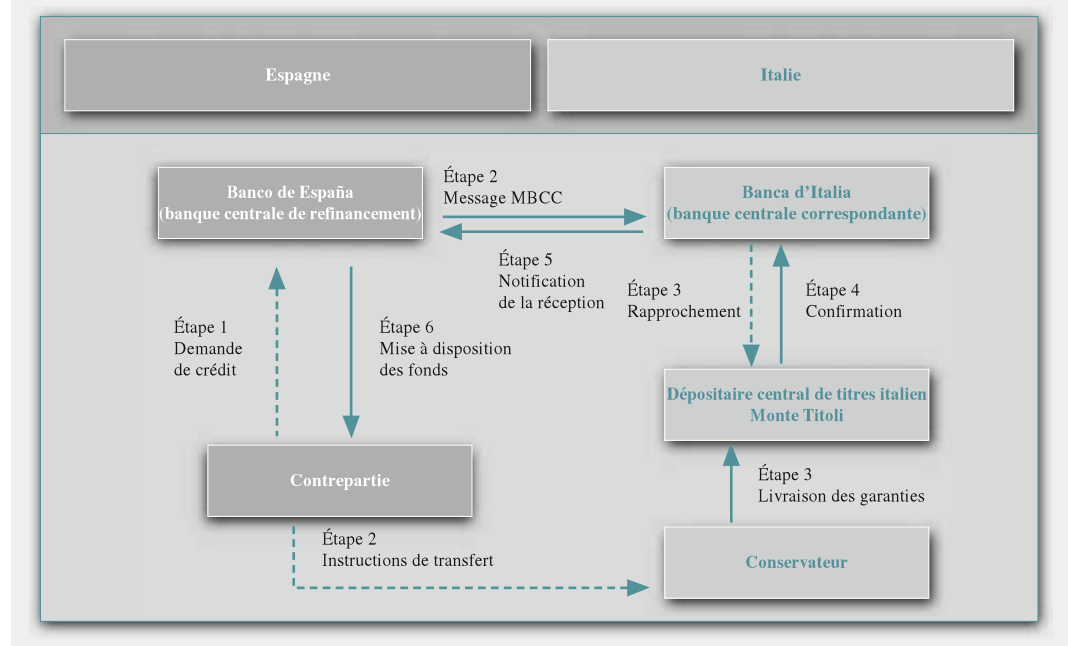 Espagne
Italie
Banco de España
(banque centrale de refinancement)
Étape 2
Message MBCC
Banca d’Italia
(banque centrale correspondante)
Étape 5
Notification
de la réception
Étape 3
Rapprochement
Étape 4
Confirmation
Étape 1
Demande
de crédit
Étape 6
Mise à disposition
des fonds
Dépositaire central de titres italien
Monte Titoli
Contrepartie
Étape 3
Livraison des garanties
Étape 2
Instructions de transfert
Conservateur